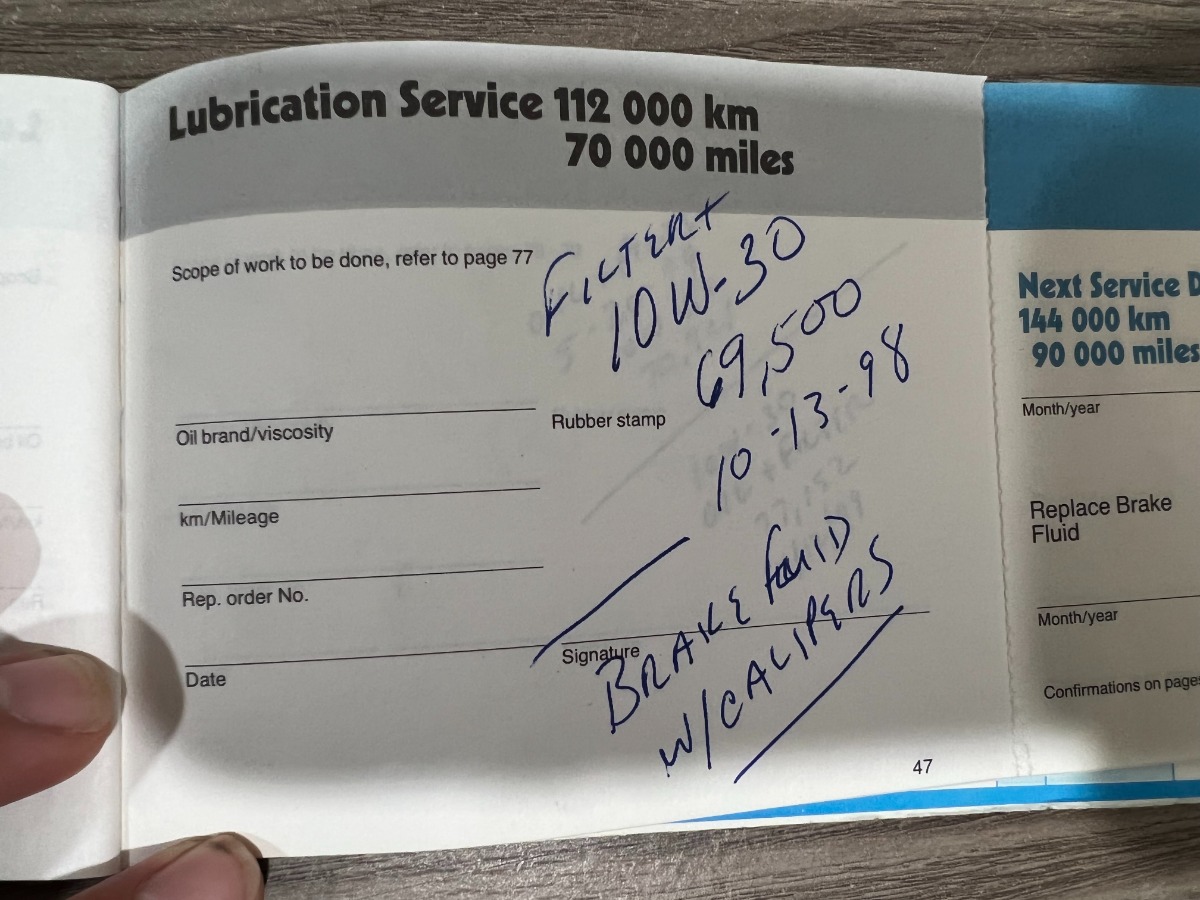 Lubrication Service 112 000 km
70 000 miles
Scope of work to be done, refer to page 77
FILTER +
10W-30
69,500
10-13-98
Oil brand/viscosity
Rubber stamp
km/Mileage
Rep. order No.
Date
Signature
BRAKE FLUID
W/CALIPERS
47
Next Service D
144 000 km
90 000 miles
Month/year
Replace Brake
Fluid
Month/year
Confirmations on pages